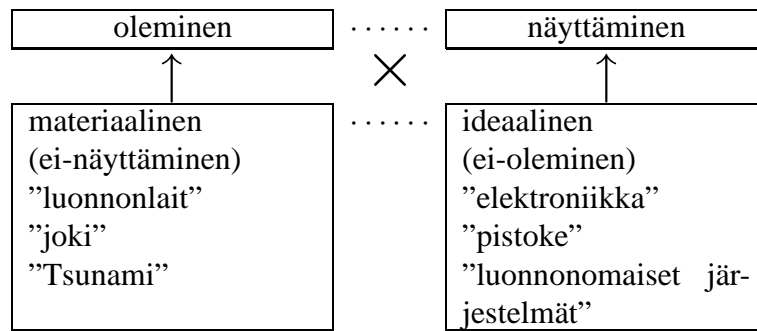 oleminen ...... näyttäminen
materiaalinen ...... ideaalinen
(ei-näyttäminen) (ei-oleminen)
”luonnonlait” ”elektroniikka”
”joki” ”pistoke”
”Tsunami” ”luonnonomaiset jär-
jestelmät”